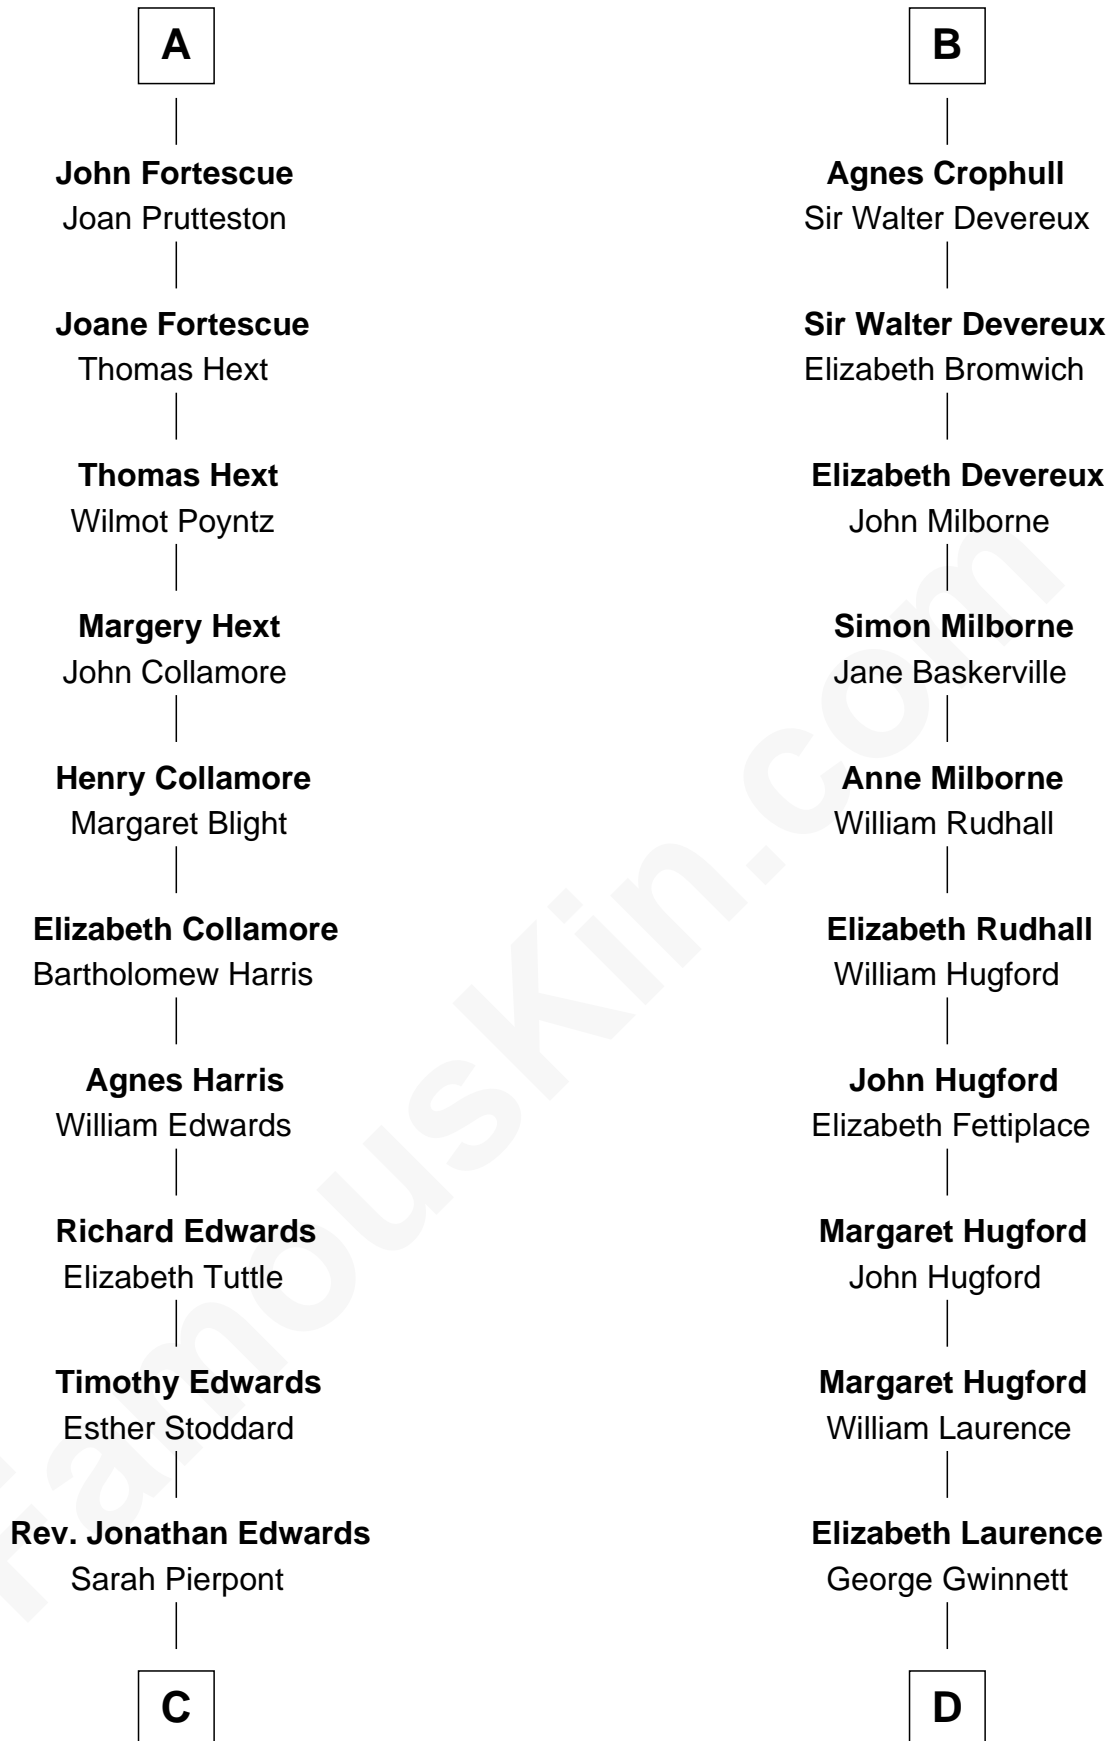 A
John Fortescue
Joan Prutteston
Joane Fortescue
Thomas Hext
Thomas Hext
Wilmot Poyntz
Margery Hext
John Collamore
Henry Collamore
Margaret Blight
Elizabeth Collamore
Bartholomew Harris
Agnes Harris
William Edwards
Richard Edwards
Elizabeth Tuttle
Timothy Edwards
Esther Stoddard
Rev. Jonathan Edwards
Sarah Pierpont
C
B
Agnes Crophull
Sir Walter Devereux
Sir Walter Devereux
Elizabeth Bromwich
Elizabeth Devereux
John Milborne
Simon Milborne
Jane Baskerville
Anne Milborne
William Rudhall
Elizabeth Rudhall
William Hugford
John Hugford
Elizabeth Fettiplace
Margaret Hugford
John Hugford
Margaret Hugford
William Laurence
Elizabeth Laurence
George Gwinnett
D
FamousKin.com